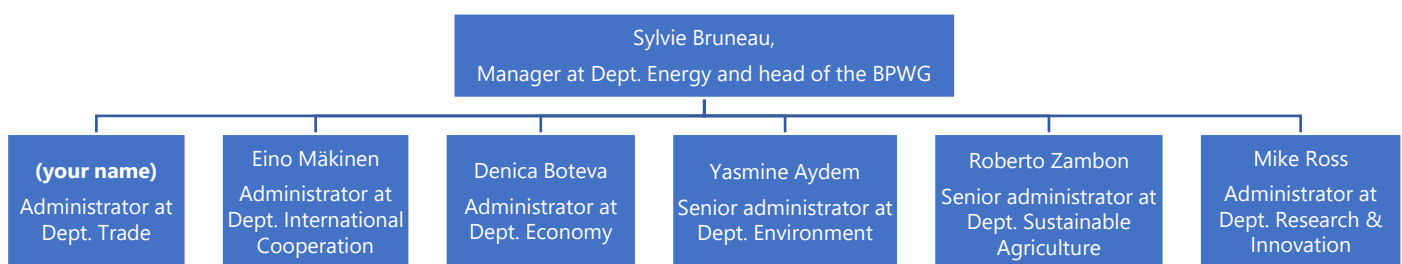 Sylvie Bruneau,
Manager at Dept. Energy and head of the BPWG
(your name)
Administrator at
Dept. Trade
Eino Mäkinen
Administrator at
Dept. International
Cooperation
Denica Boteva
Administrator at
Dept. Economy
Yasmine Aydem
Senior administrator at
Dept. Environment
Roberto Zambon
Senior administrator at
Dept. Sustainable
Agriculture
Mike Ross
Administrator at
Dept. Research &
Innovation